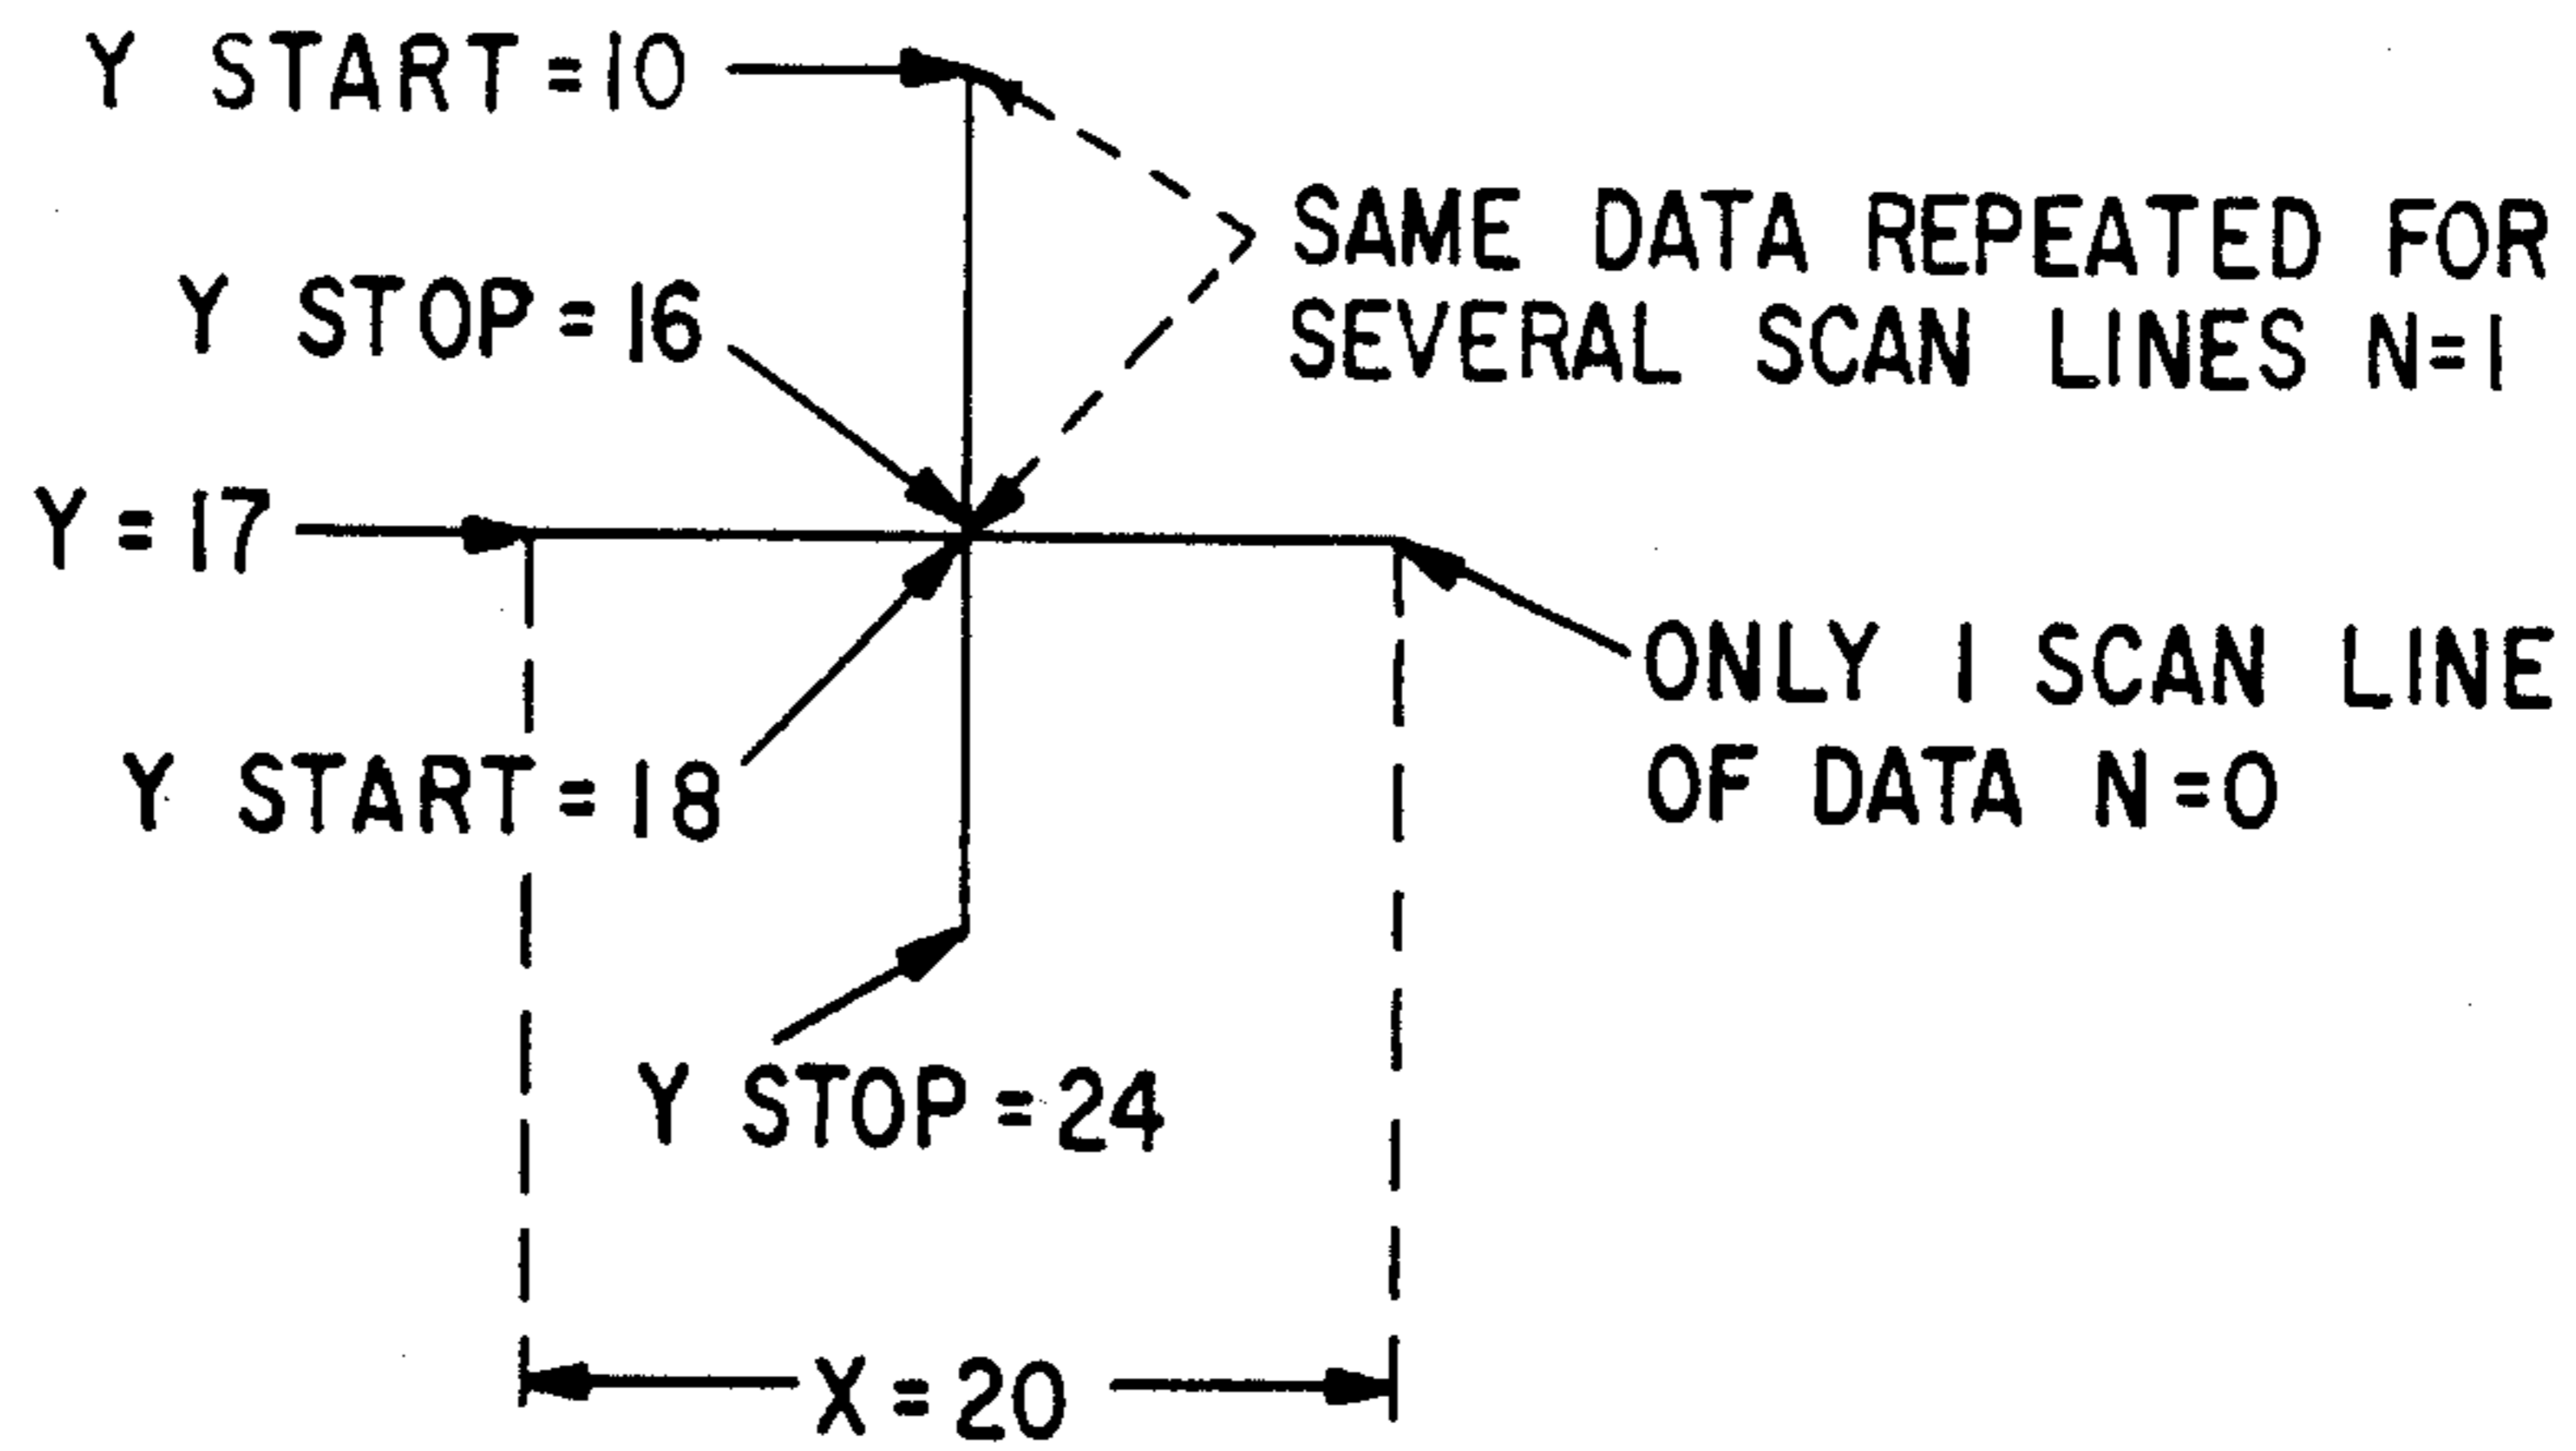 Y START=10
SAME DATA REPEATED FOR
SEVERAL SCAN LINES N=1
Y STOP=16
Y=17
ONLY 1 SCAN LINE
OF DATA N=0
Y START=18
Y STOP=24
X=20